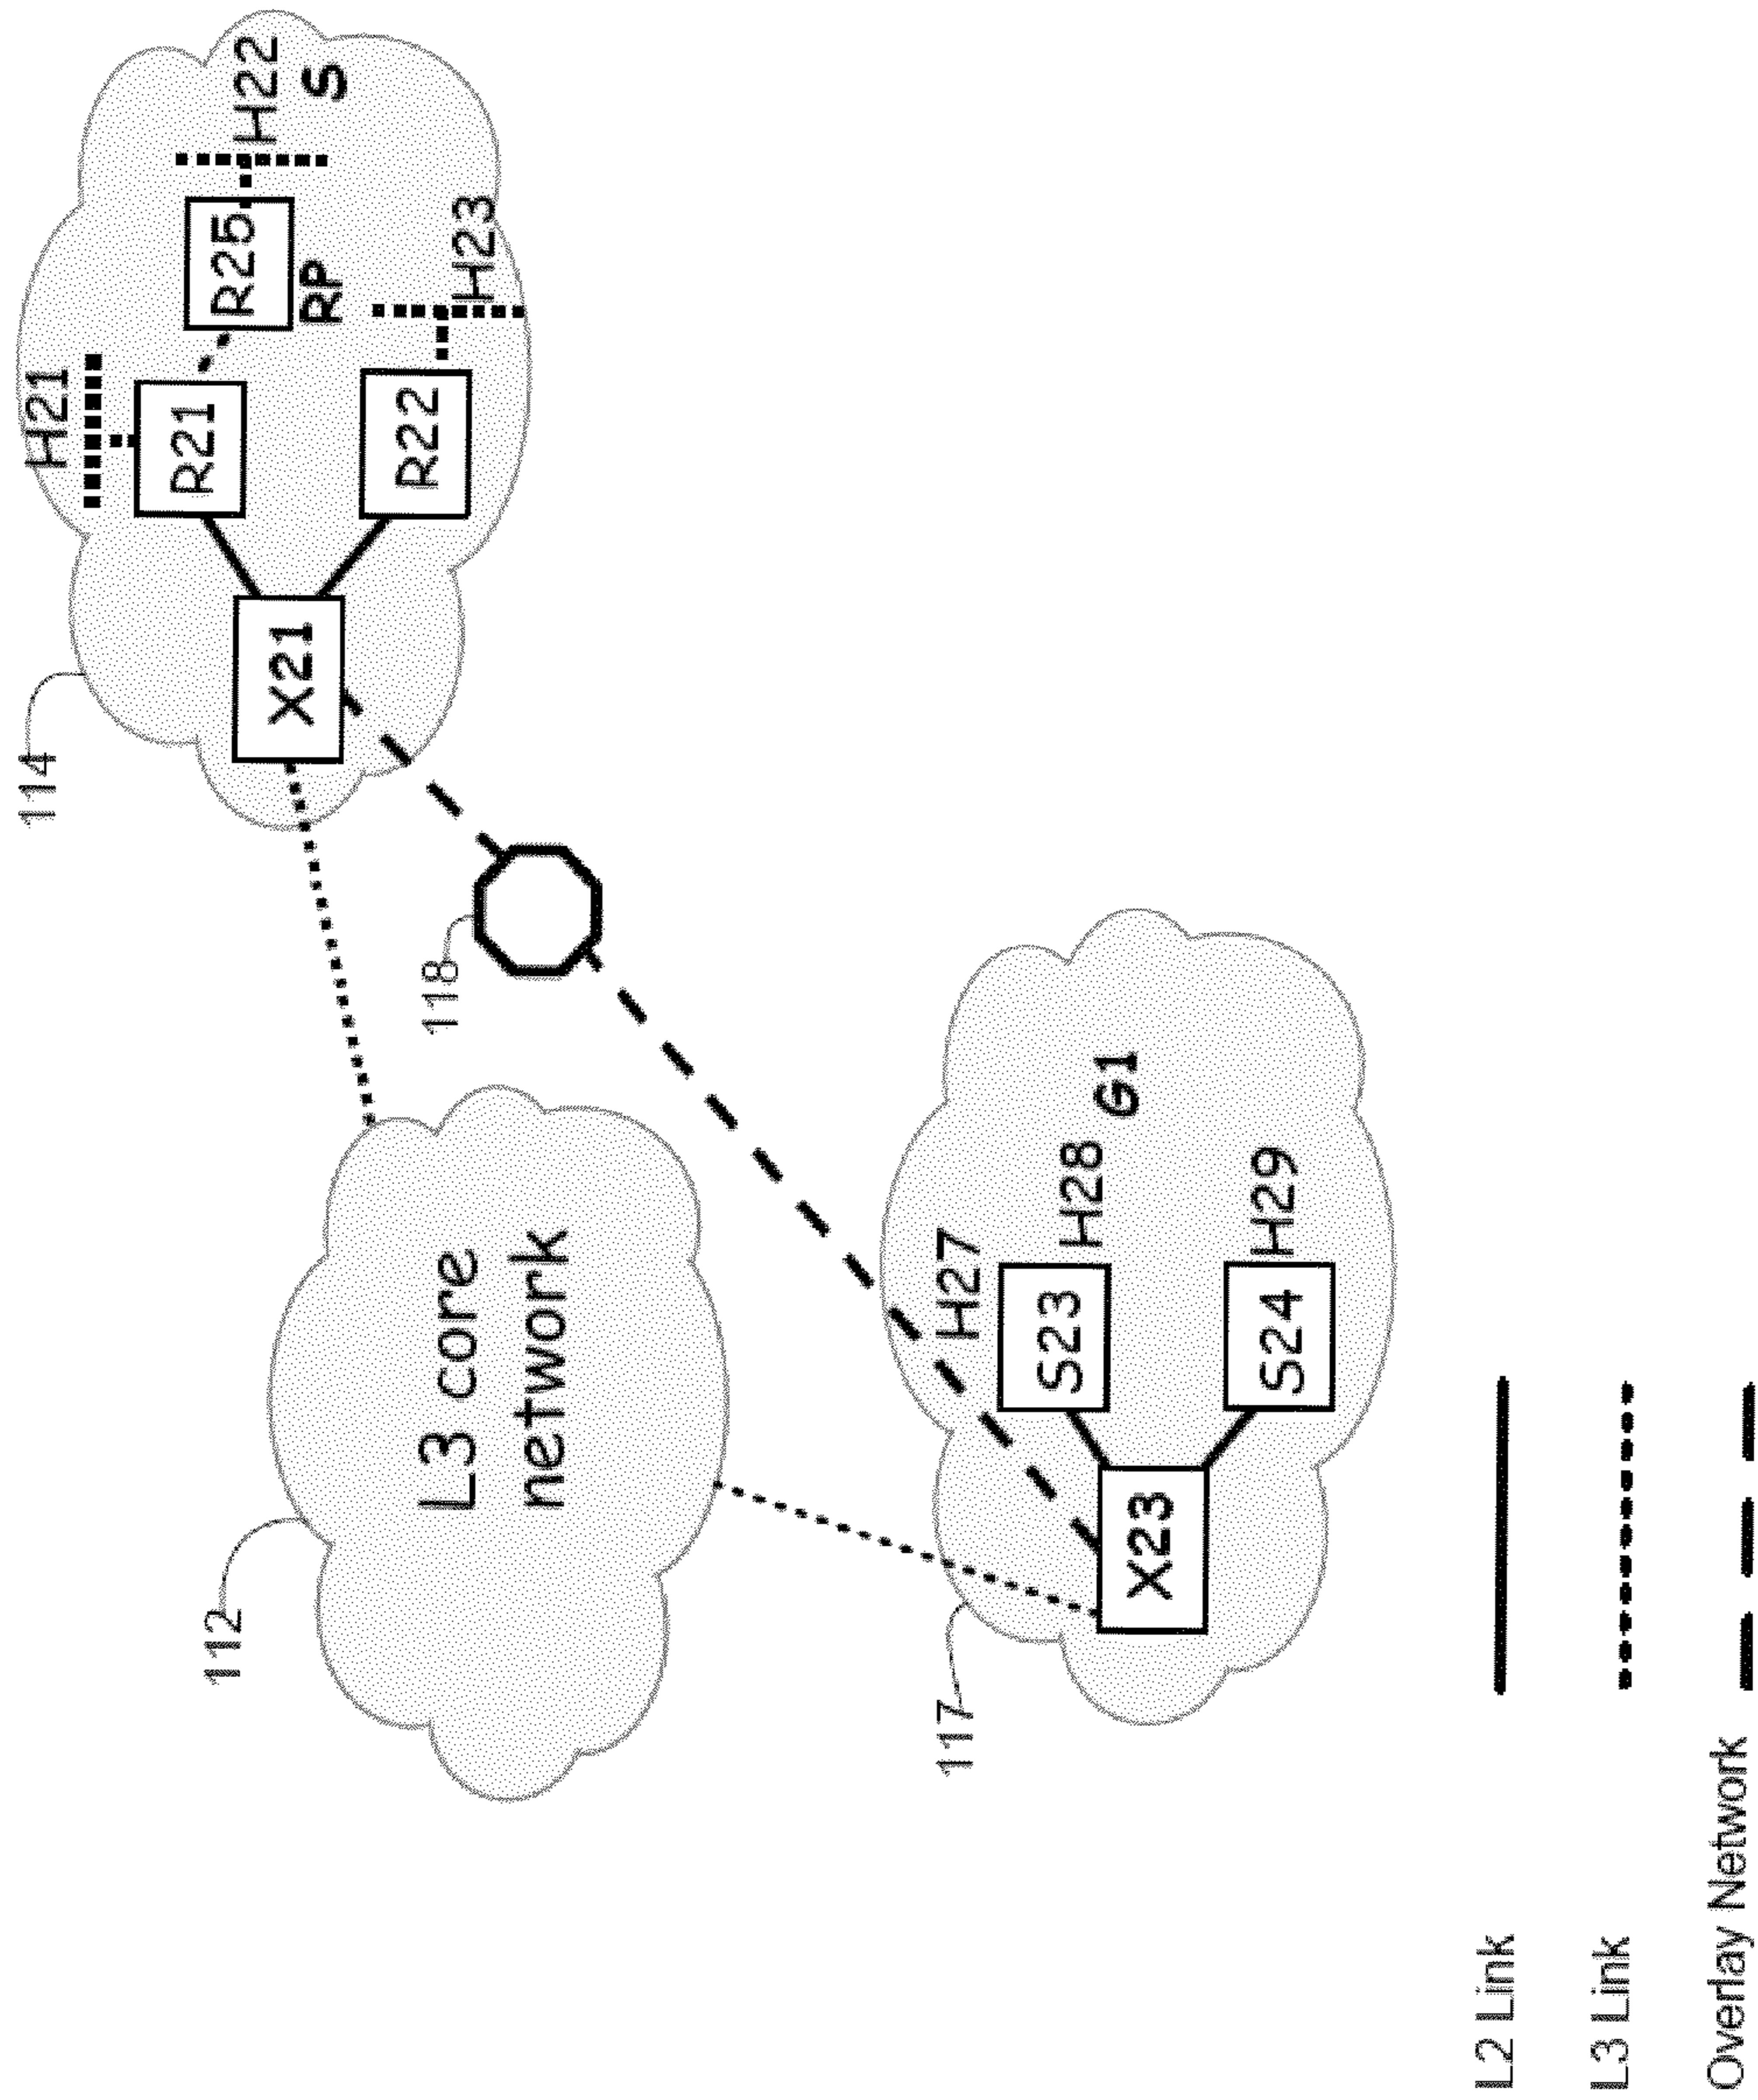 114
H21
R21
112
R25
H22
X21
RP
S
R22
118
L3 core
network
H23
117
H27
S23
H28
G1
X23
S24
H29
L2 Link
L3 Link
Overlay Network